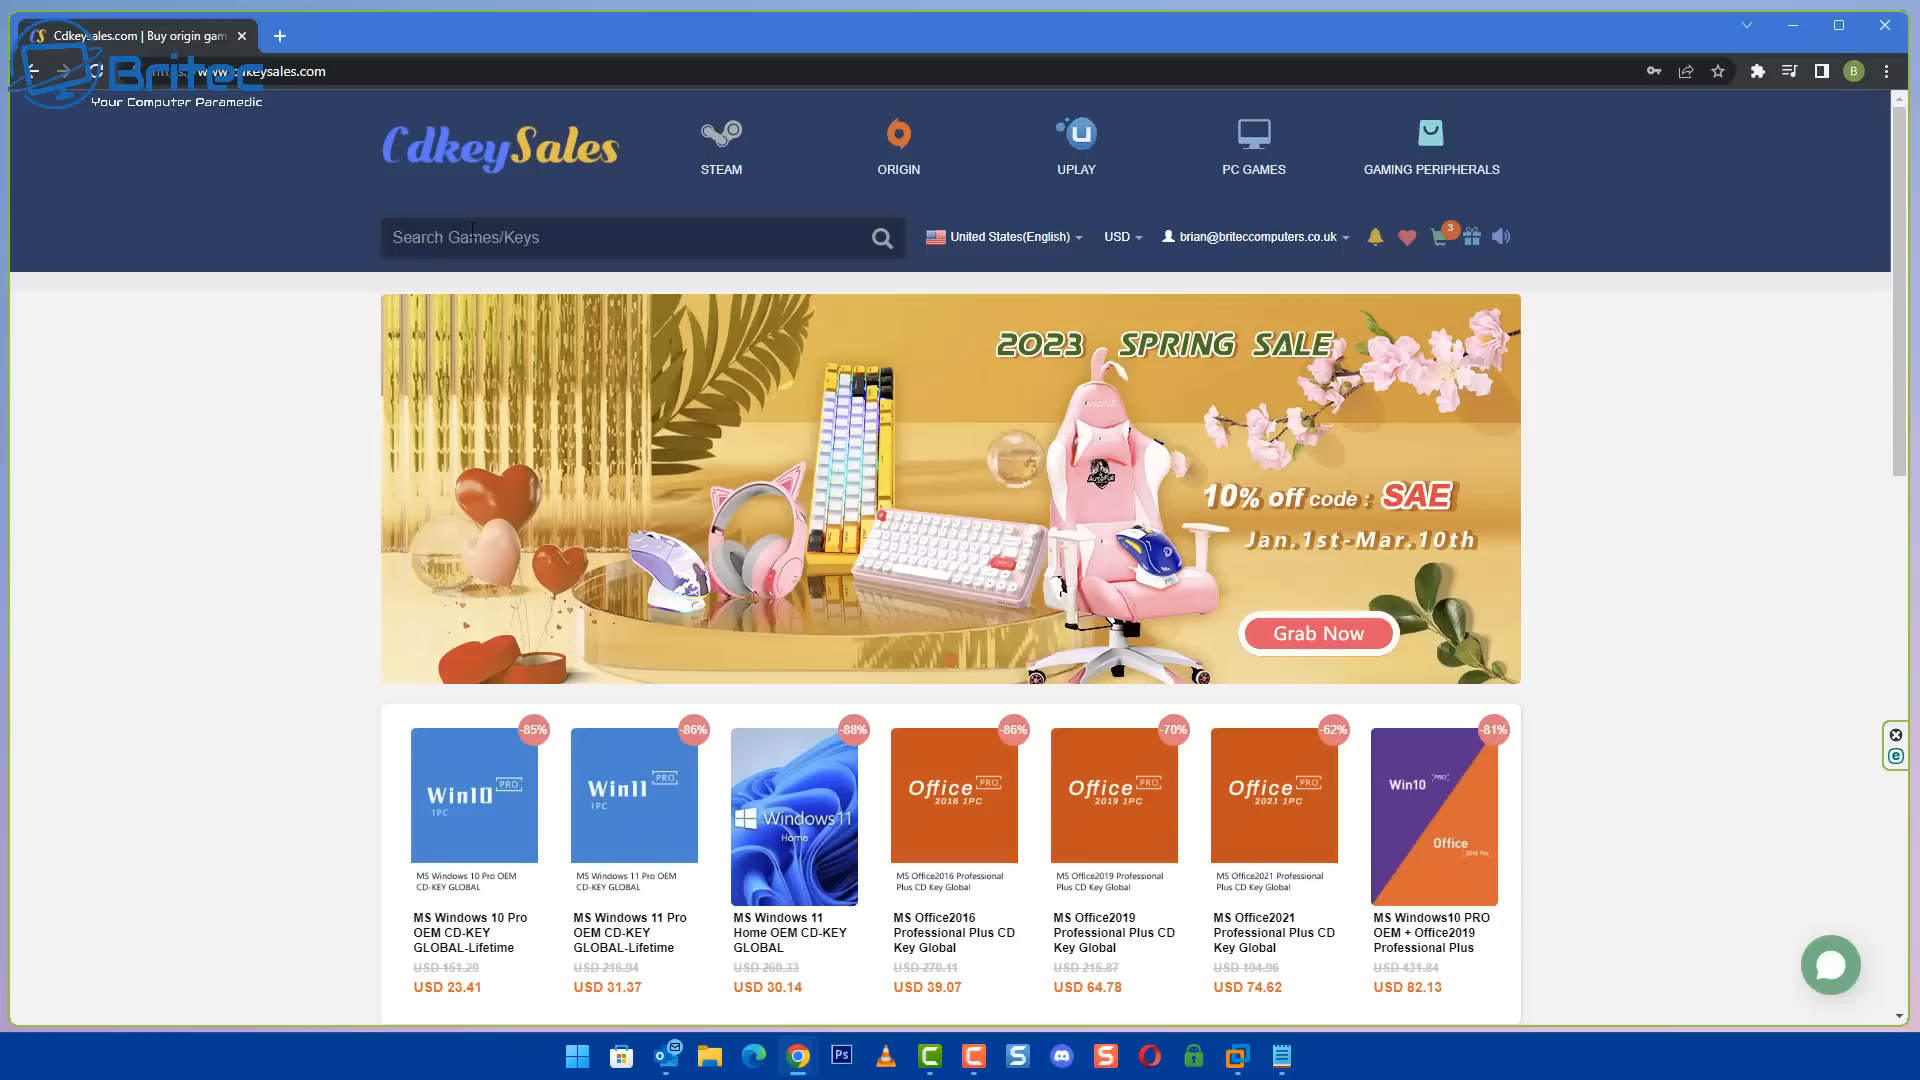 Cdkeysales.com | Buy origin gam
Britec
www.cdkeysales.com
Your Computer Paramedic
B
CdkeySales
STEAM
ORIGIN
UPLAY
PC GAMES
GAMING PERIPHERALS
Search Games/Keys
United States(English)
USD
brian@briteccomputers.co.uk
3
2023 SPRING SALE
10% off code : SAE
Jan.1st-Mar.10th
Grab Now
-85%
-86%
-88%
-86%
-70%
-62%
-81%
Win10 PRO
1PC
MS Windows 10 Pro OEM
CD-KEY GLOBAL
Win11 PRO
1PC
MS Windows 11 Pro OEM
CD-KEY GLOBAL
Windows11
Home
Office PRO
2016 1PC
MS Office2016 Professional
Plus CD Key Global
Office PRO
2019 1PC
MS Office2019 Professional
Plus CD Key Global
Office PRO
2021 1PC
MS Office2021 Professional
Plus CD Key Global
Win10 PRO
Office
MS Windows 10 Pro
OEM CD-KEY
GLOBAL-Lifetime
USD 151.29
USD 23.41
MS Windows 11 Pro
OEM CD-KEY
GLOBAL-Lifetime
USD 216.94
USD 31.37
MS Windows 11
Home OEM CD-KEY
GLOBAL
USD 260.33
USD 30.14
MS Office2016
Professional Plus CD
Key Global
USD 270.11
USD 39.07
MS Office2019
Professional Plus CD
Key Global
USD 215.87
USD 64.78
MS Office2021
Professional Plus CD
Key Global
USD 194.96
USD 74.62
MS Windows10 PRO
OEM + Office2019
Professional Plus
USD 431.84
USD 82.13
Ps